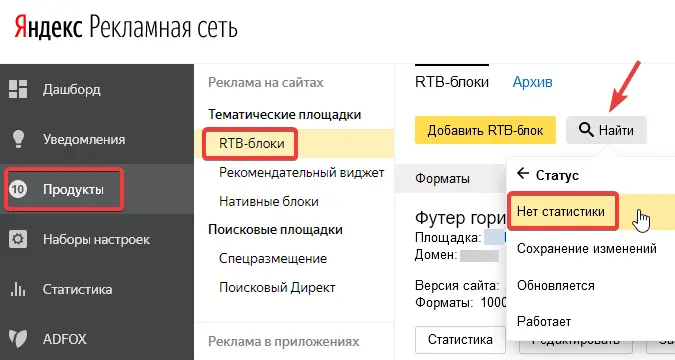 Яндекс Рекламная сеть
Дашборд
Уведомления
10 Продукты
Наборы настроек
Статистика
ADFOX
Реклама на сайтах
Тематические площадки
RTB-блоки
Рекомендательный виджет
Нативные блоки
Поисковые площадки
Спецразмещение
Поисковый Директ
Реклама в приложениях
RTB-блоки Архив
Добавить RTB-блок Найти
Форматы
Футер гори
Площадка:
Домен:
Версия сайта:
Форматы: 1000
Статистика Редактировать
Статус
Нет статистики
Сохранение изменений
Обновляется
Работает